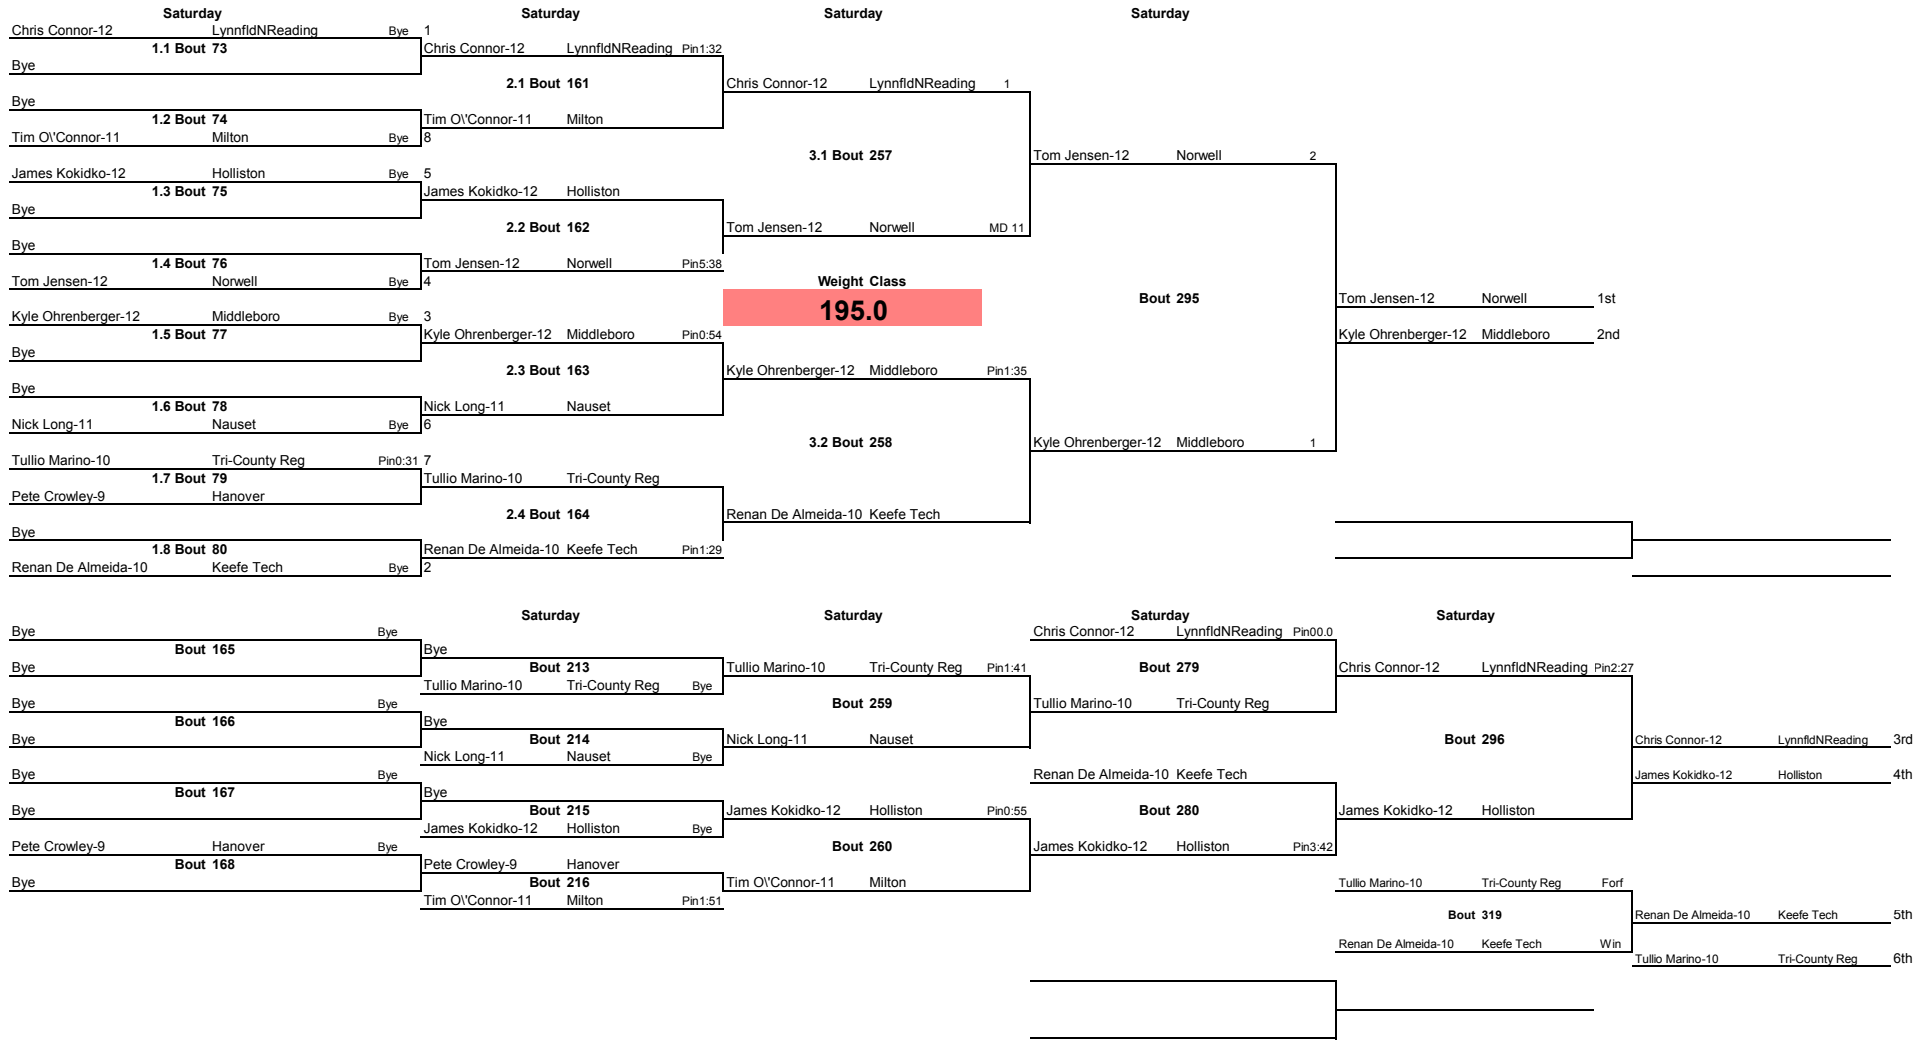 Saturday Saturday Saturday Saturday
Chris Connor-12 LynnfldNReading Bye 1
1.1 Bout 73 Chris Connor-12 LynnfldNReading Pin1:32
Bye
2.1 Bout 161 Chris Connor-12 LynnfldNReading 1
Bye
1.2 Bout 74 Tim O\'Connor-11 Milton
Tim O\'Connor-11 Milton Bye 8
3.1 Bout 257 Tom Jensen-12 Norwell 2
James Kokidko-12 Holliston Bye 5
1.3 Bout 75 James Kokidko-12 Holliston
Bye
2.2 Bout 162 Tom Jensen-12 Norwell MD 11
Bye
1.4 Bout 76 Tom Jensen-12 Norwell Pin5:38
Tom Jensen-12 Norwell Bye 4 Weight Class
Bout 295 Tom Jensen-12 Norwell 1st
195.0
Kyle Ohrenberger-12 Middleboro Bye 3
1.5 Bout 77 Kyle Ohrenberger-12 Middleboro Pin0:54 Kyle Ohrenberger-12 Middleboro 2nd
Bye
2.3 Bout 163 Kyle Ohrenberger-12 Middleboro Pin1:35
Bye
1.6 Bout 78 Nick Long-11 Nauset
Nick Long-11 Nauset Bye 6
3.2 Bout 258 Kyle Ohrenberger-12 Middleboro 1
Tullio Marino-10 Tri-County Reg Pin0:31 7
1.7 Bout 79 Tullio Marino-10 Tri-County Reg
Pete Crowley-9 Hanover
2.4 Bout 164 Renan De Almeida-10 Keefe Tech
Bye
1.8 Bout 80 Renan De Almeida-10 Keefe Tech Pin1:29
Renan De Almeida-10 Keefe Tech Bye 2
Saturday Saturday Saturday Saturday
Bye Bye Chris Connor-12 LynnfldNReading Pin00.0
Bout 165 Bye
Bye Bout 213 Tullio Marino-10 Tri-County Reg Pin1:41 Bout 279 Chris Connor-12 LynnfldNReading Pin2:27
Tullio Marino-10 Tri-County Reg Bye
Bye Bye Bout 259 Tullio Marino-10 Tri-County Reg
Bout 166 Bye
Bye Bout 214 Nick Long-11 Nauset Bout 296 Chris Connor-12 LynnfldNReading 3rd
Nick Long-11 Nauset Bye
Bye Bye Renan De Almeida-10 Keefe Tech James Kokidko-12 Holliston 4th
Bout 167 Bye
Bye Bout 215 James Kokidko-12 Holliston Pin0:55 Bout 280 James Kokidko-12 Holliston
James Kokidko-12 Holliston Bye
Pete Crowley-9 Hanover Bye Bout 260 James Kokidko-12 Holliston Pin3:42
Bout 168 Pete Crowley-9 Hanover
Bye Bout 216 Tim O\'Connor-11 Milton Tullio Marino-10 Tri-County Reg Forf
Tim O\'Connor-11 Milton Pin1:51
Bout 319 Renan De Almeida-10 Keefe Tech 5th
Renan De Almeida-10 Keefe Tech Win
Tullio Marino-10 Tri-County Reg 6th